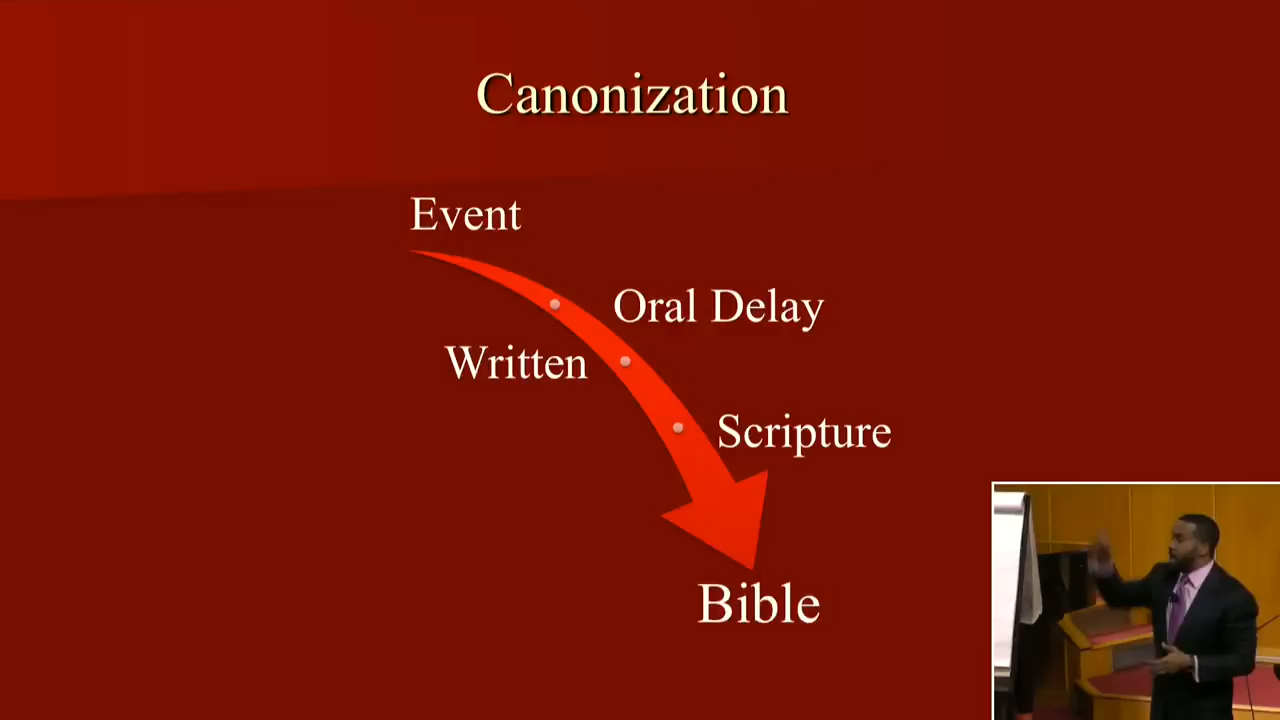 Canonization
Event
Oral Delay
Written
Scripture
Bible